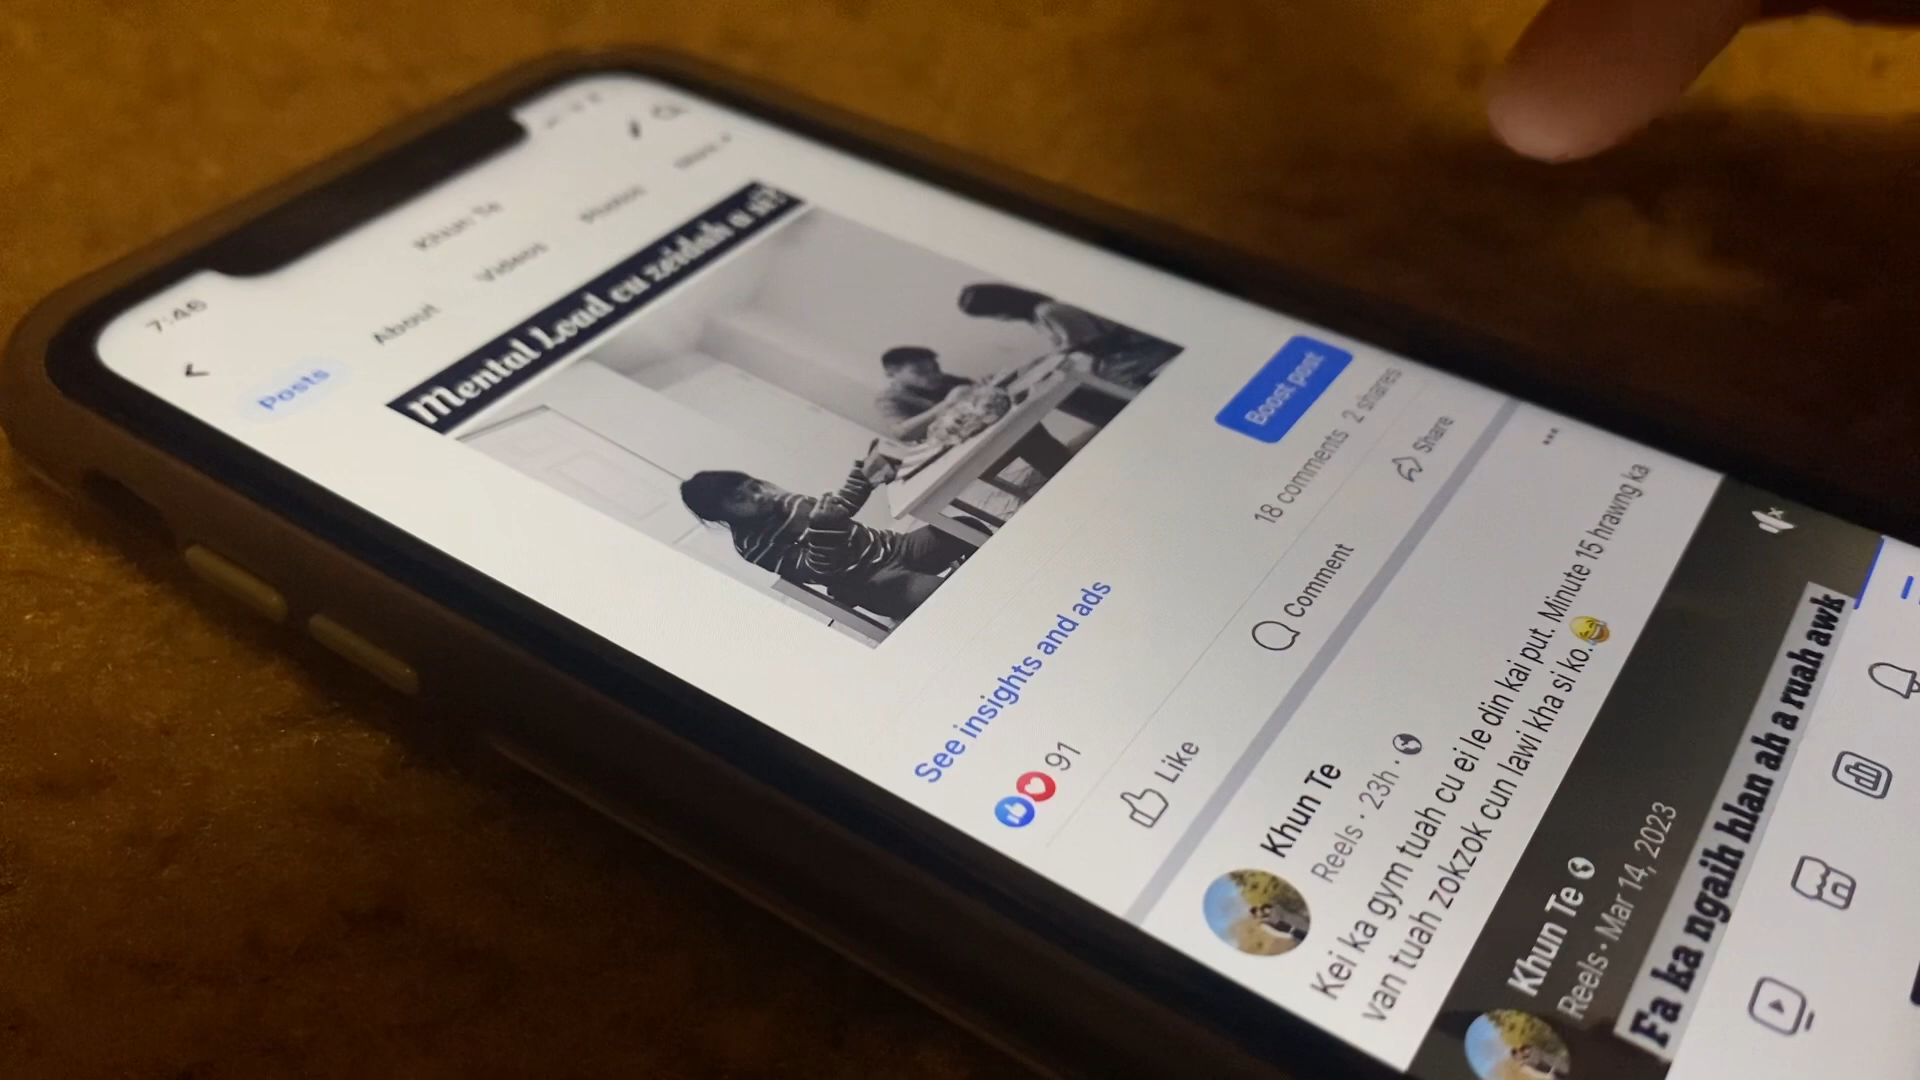 7:46
Khun Te
Posts
About
Videos
Photos
More
Mental Load cu zeidah a si?
See insights and ads
Boost post
91
18 comments 2 shares
Like
Comment
Share
Khun Te
Reels · 23h ·
Kei ka gym tuah cu ei le din kai put. Minute 15 hrawng ka
van tuah zokzok cun lawi kha si ko.
Khun Te
Reels · Mar 14, 2023
Fa ka ngaih hlan ah a ruah awk